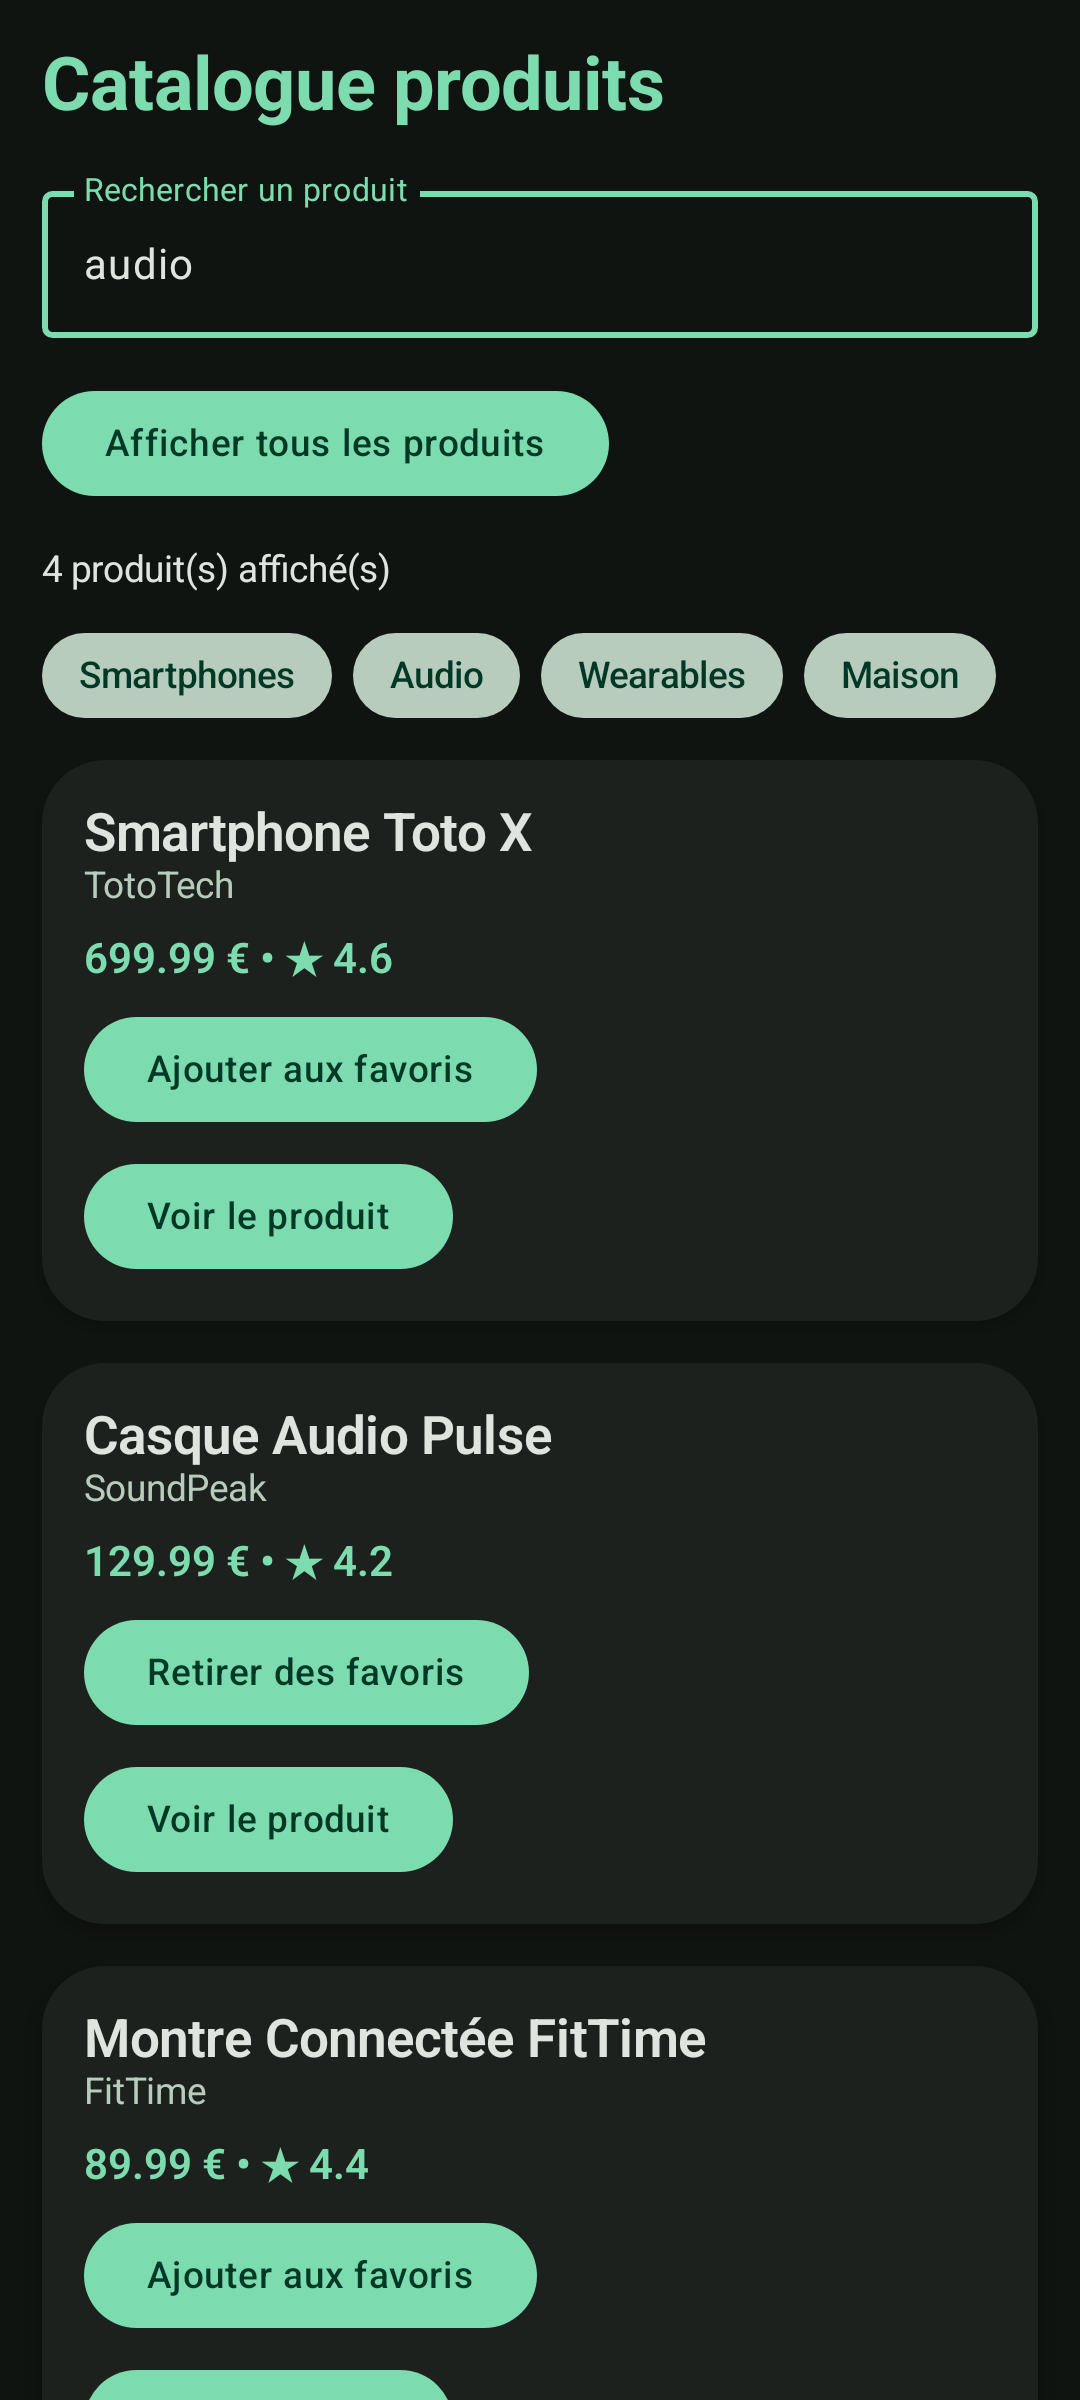 Catalogue produits
Rechercher un produit
audio
Afficher tous les produits
4 produit(s) affiché(s)
Smartphones Audio Wearables Maison
Smartphone Toto X
TotoTech
699.99 € • ★ 4.6
Ajouter aux favoris
Voir le produit
Casque Audio Pulse
SoundPeak
129.99 € • ★ 4.2
Retirer des favoris
Voir le produit
Montre Connectée FitTime
FitTime
89.99 € • ★ 4.4
Ajouter aux favoris